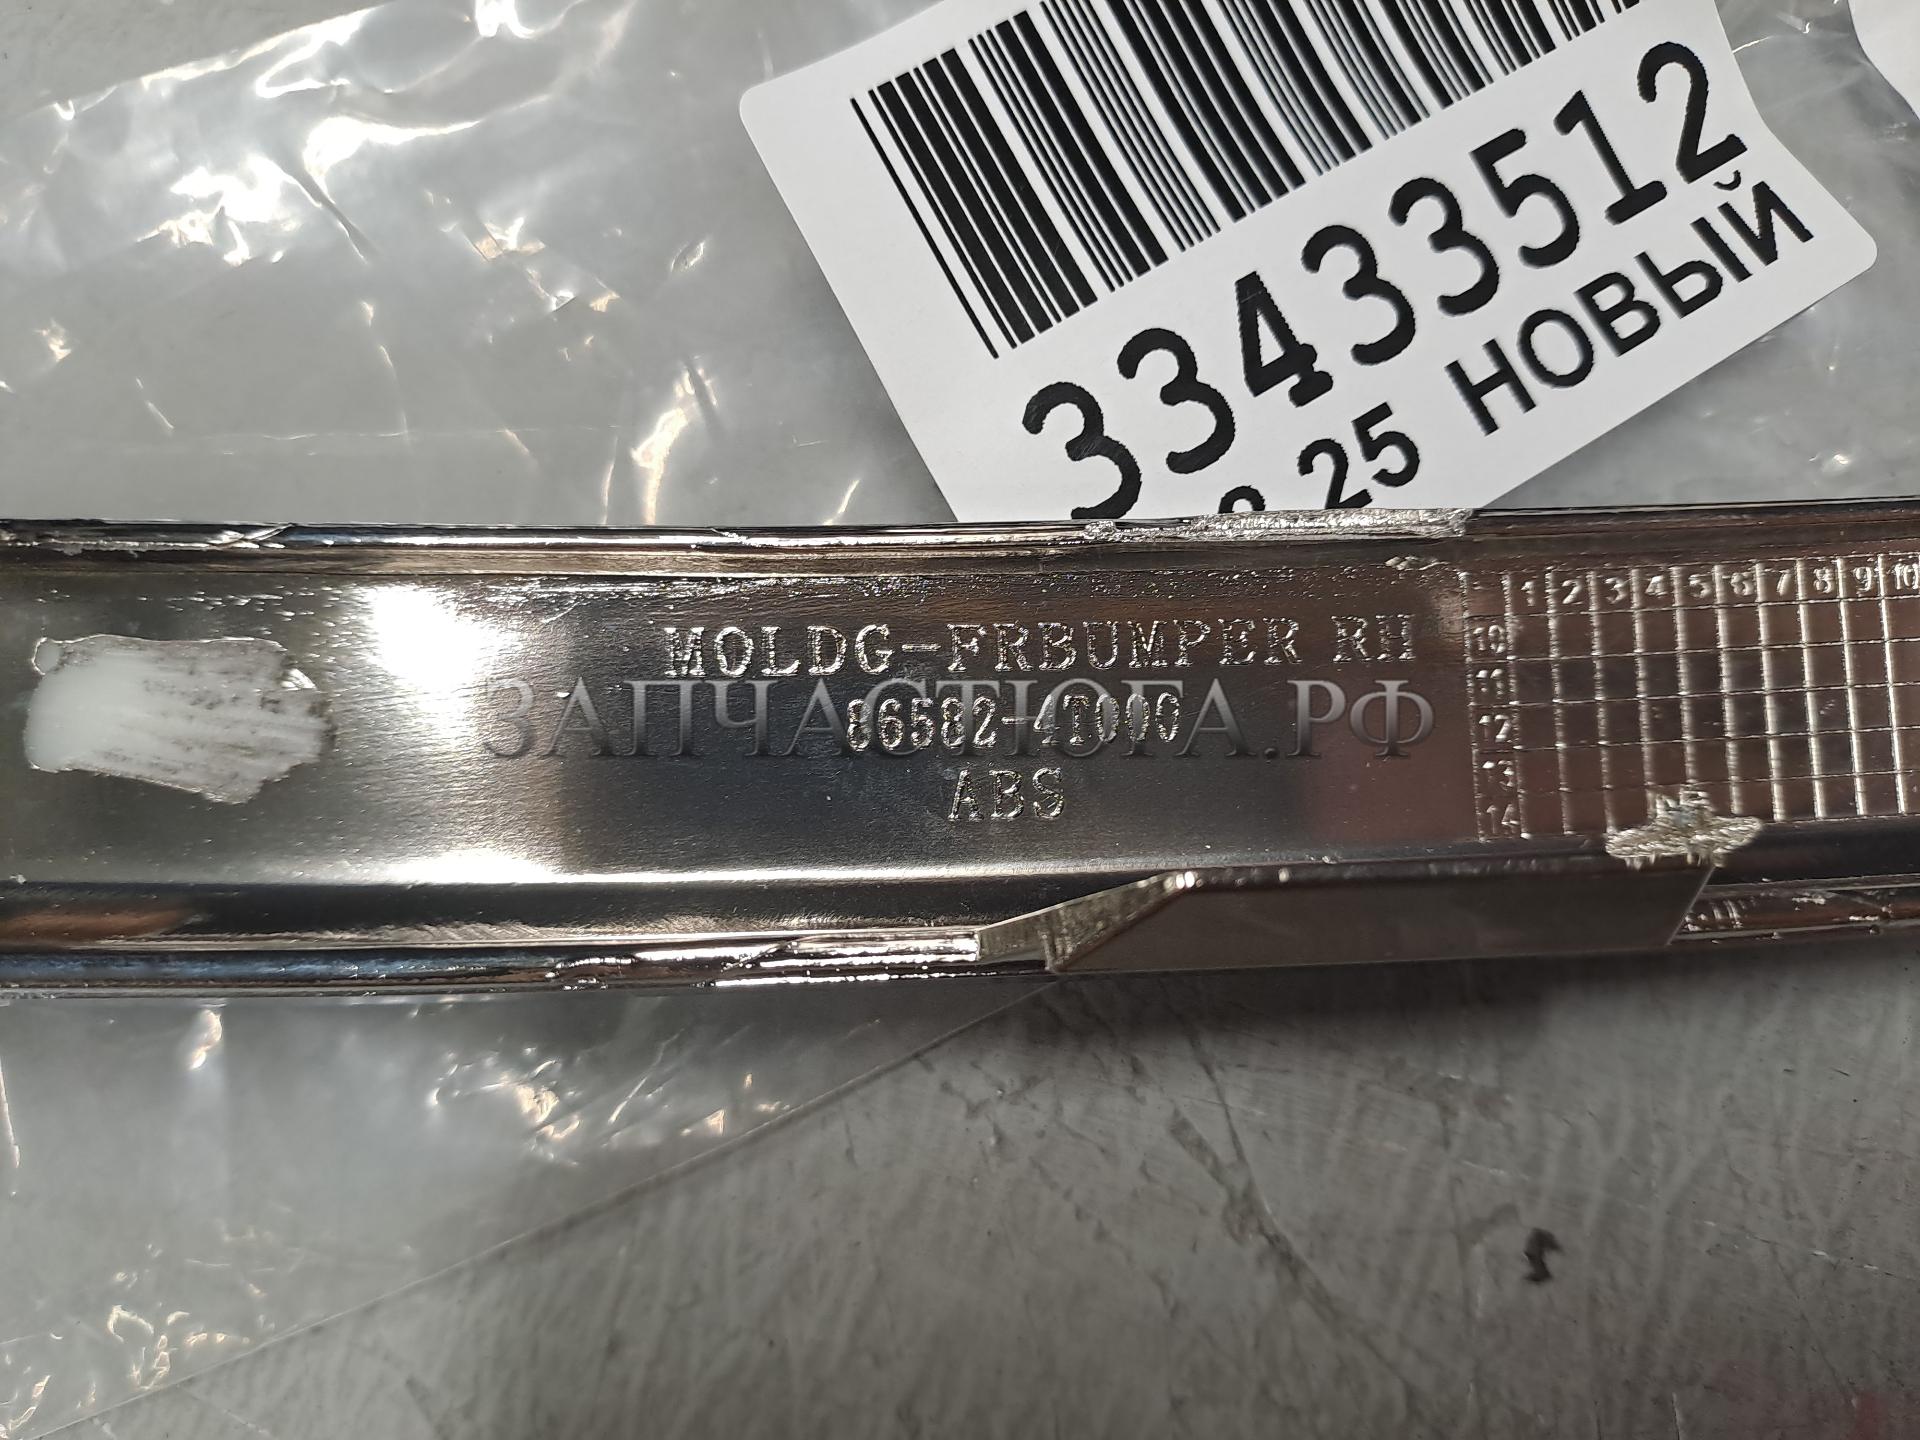 33433512
25 НОВЫЙ
MOLDG-FRBUMPER RH
ЗАПЧАСТЮГА.РФ
86582-4T000
ABS
1 2 3 4 5 6 7 8 9 10
10
11
12
13
14